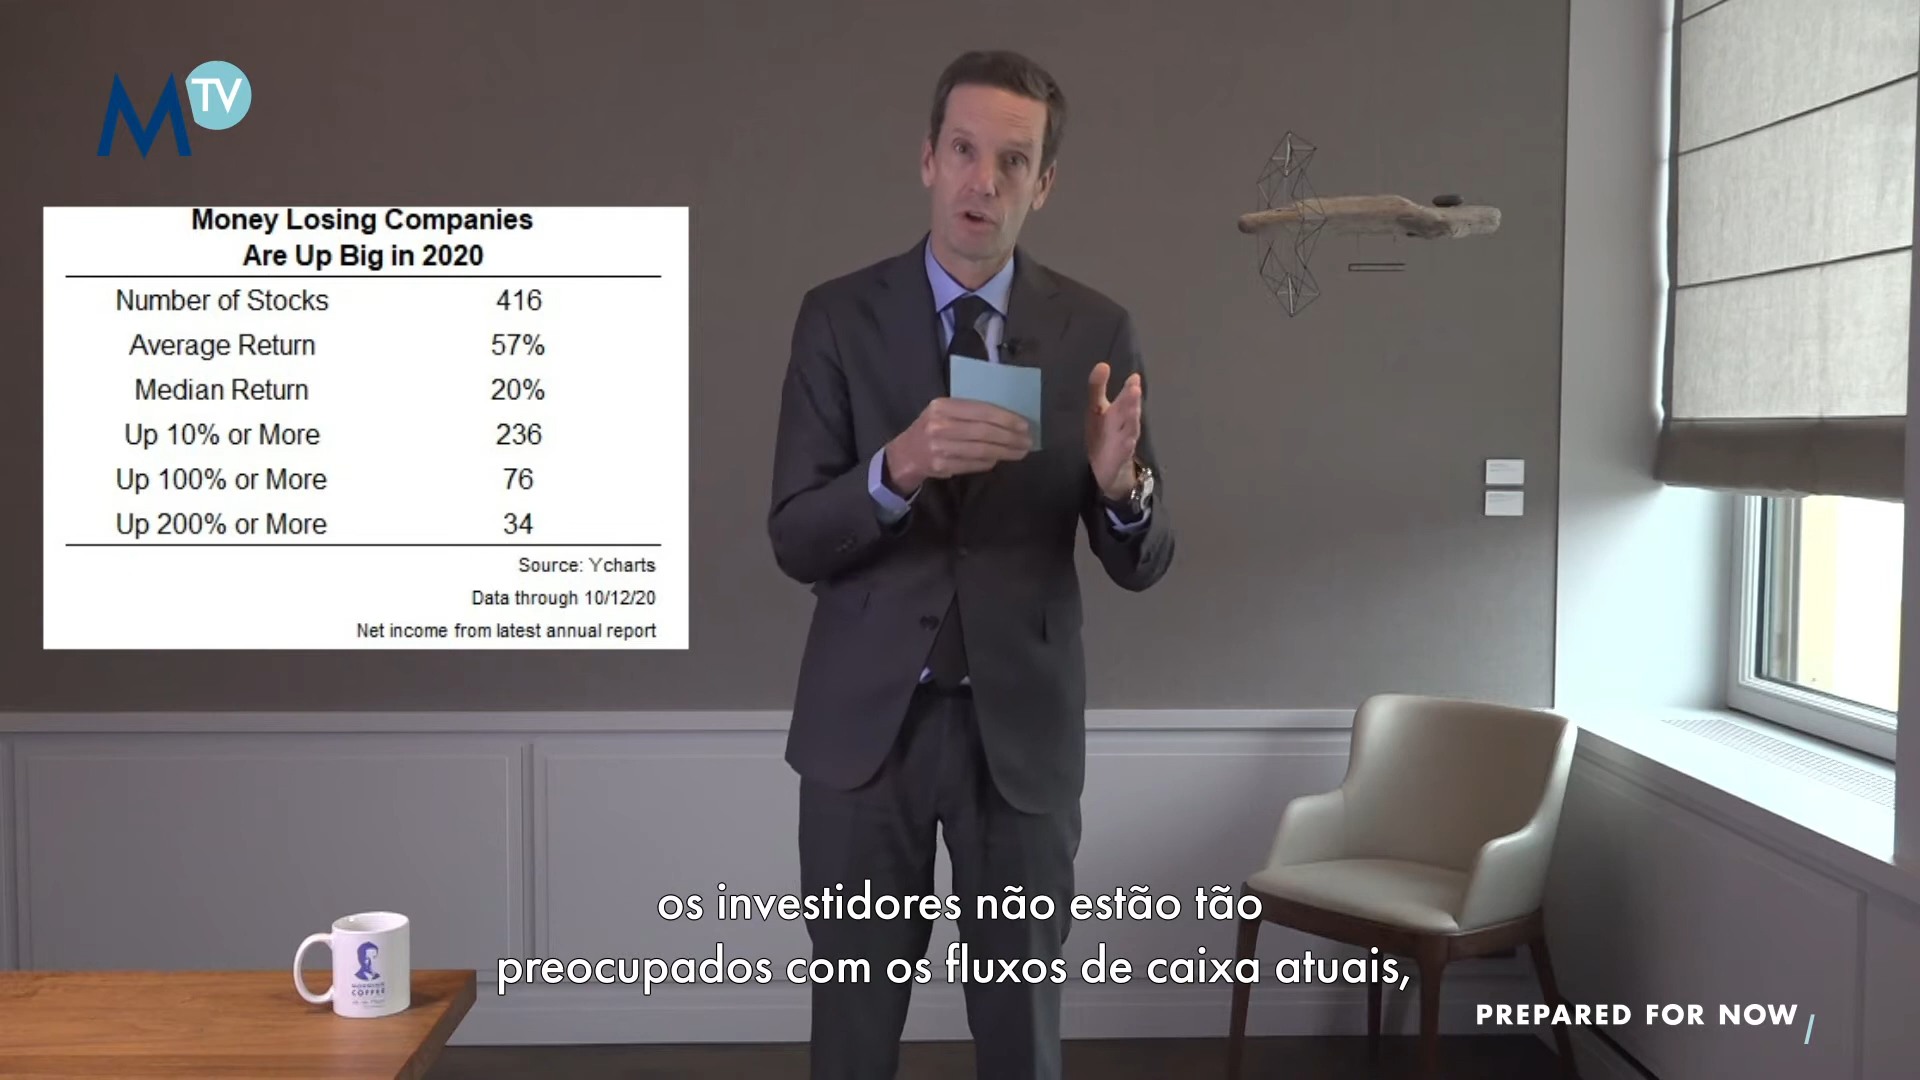 M TV
Money Losing Companies
Are Up Big in 2020
Number of Stocks 416
Average Return 57%
Median Return 20%
Up 10% or More 236
Up 100% or More 76
Up 200% or More 34
Source: Ycharts
Data through 10/12/20
Net income from latest annual report
COFFEE
os investidores não estão tão
preocupados com os fluxos de caixa atuais,
PREPARED FOR NOW /